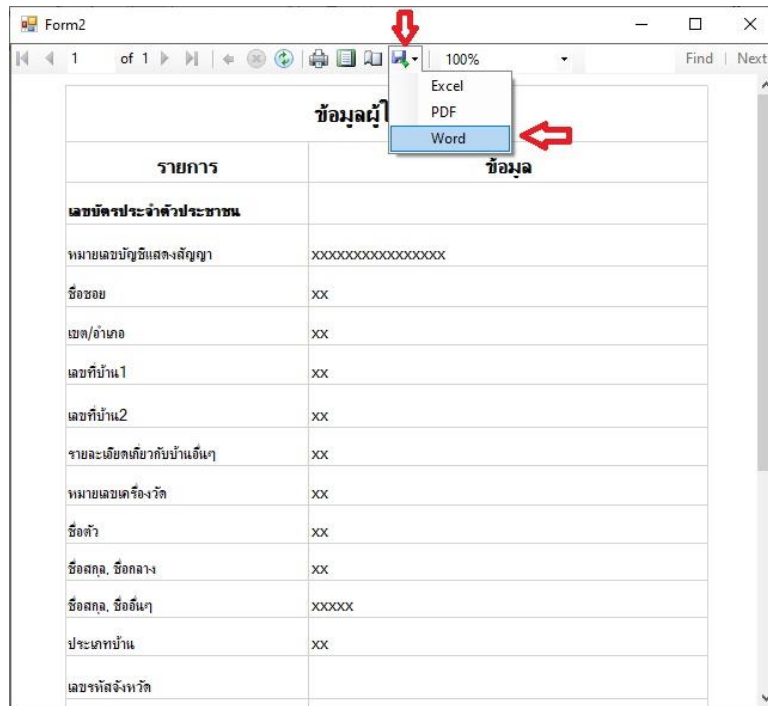 Form2
1 of 1 100% Find | Next
Excel
PDF
Word
ข้อมูลผู้ใ
รายการ ข้อมูล
เลขบัตรประจำตัวประชาชน
หมายเลขบัญชีแสดงสัญญา xxxxxxxxxxxxxxxx
ชื่อซอย xx
เขต/อำเภอ xx
เลขที่บ้าน1 xx
เลขที่บ้าน2 xx
รายละเอียดเกี่ยวกับบ้านอื่นๆ xx
หมายเลขเครื่องวัด xx
ชื่อตัว xx
ชื่อสกุล, ชื่อกลาง xx
ชื่อสกุล, ชื่ออื่นๆ xxxxx
ประเภทบ้าน xx
เลขรหัสจังหวัด